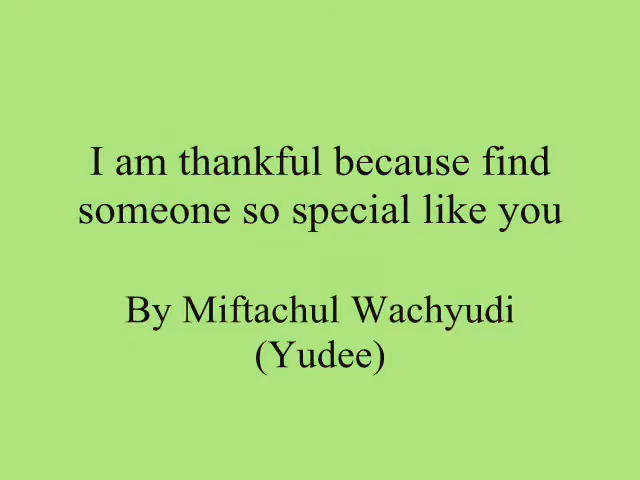 I am thankful because find
someone so special like you
By Miftachul Wachyudi
(Yudee)